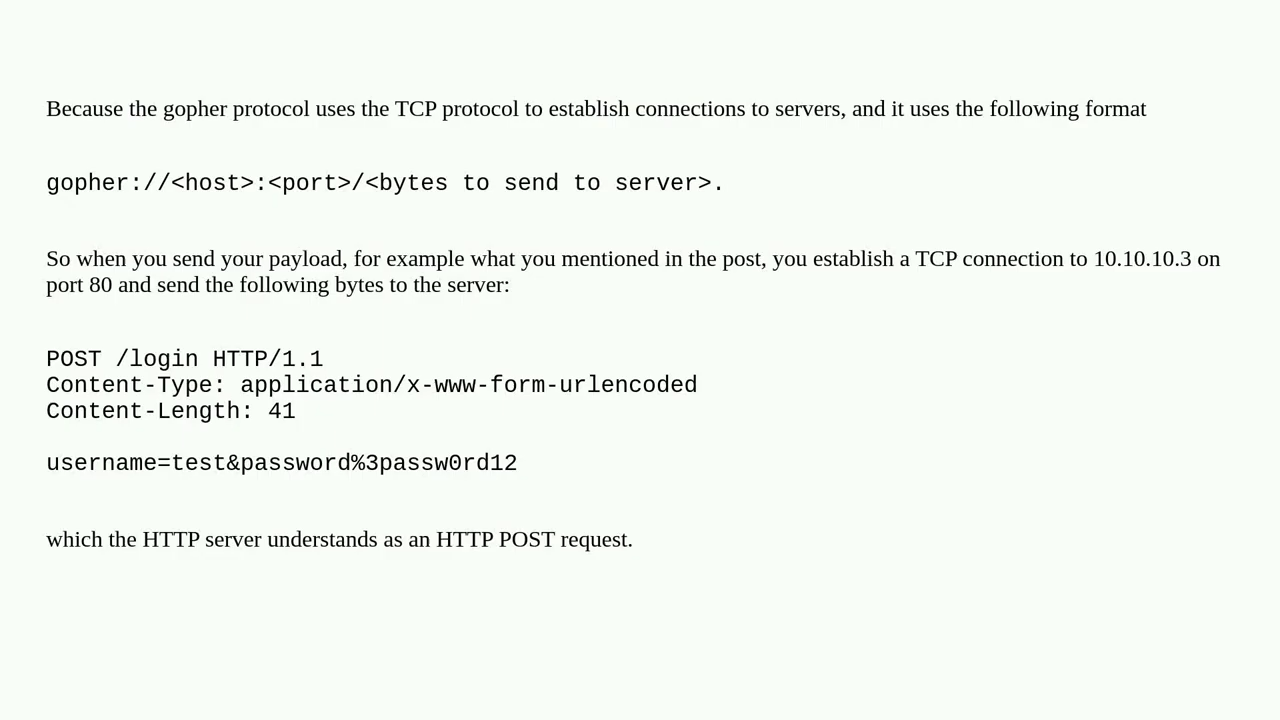 Because the gopher protocol uses the TCP protocol to establish connections to servers, and it uses the following format
gopher://<host>:<port>/<bytes to send to server>.
So when you send your payload, for example what you mentioned in the post, you establish a TCP connection to 10.10.10.3 on
port 80 and send the following bytes to the server:
POST /login HTTP/1.1
Content-Type: application/x-www-form-urlencoded
Content-Length: 41
username=test&password%3passw0rd12
which the HTTP server understands as an HTTP POST request.